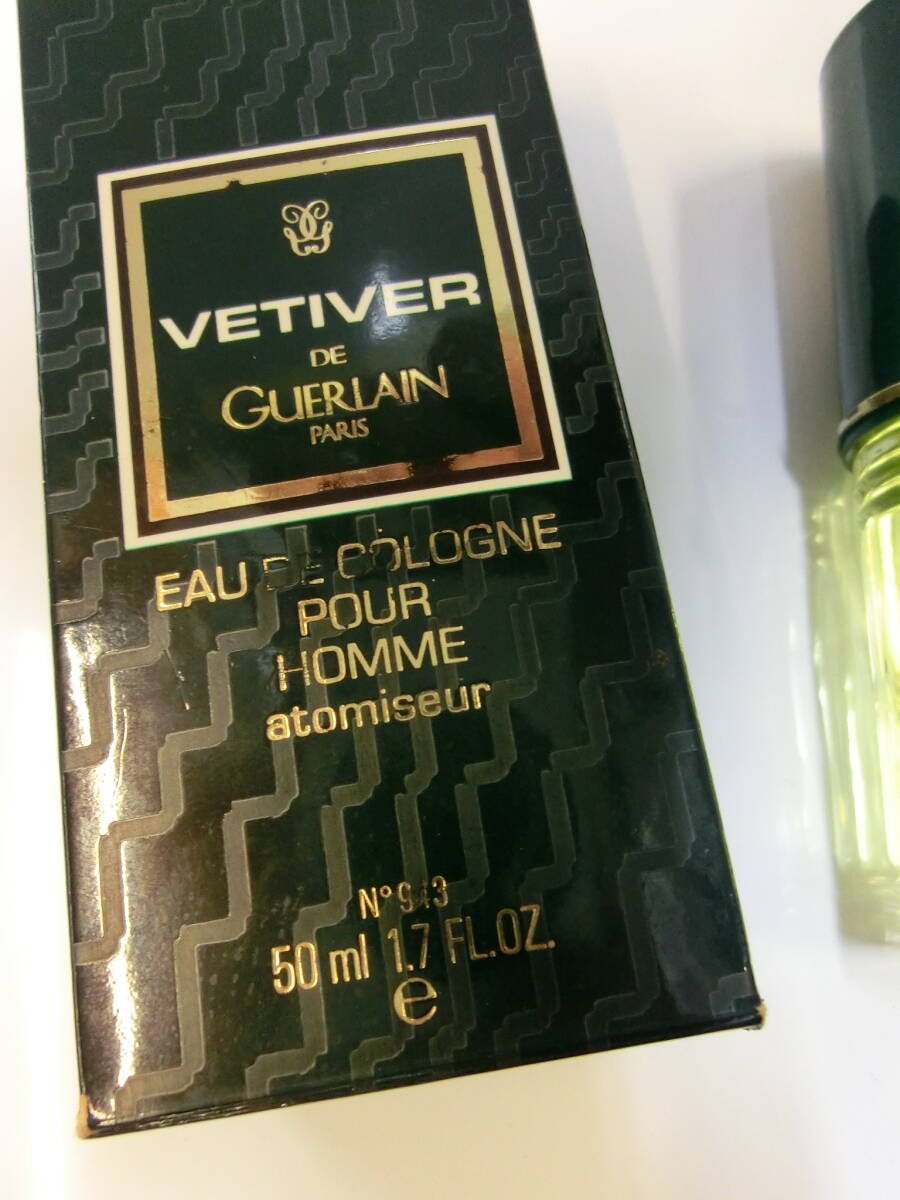 VETIVER
DE
GUERLAIN
PARIS
EAU DE COLOGNE
POUR
HOMME
atomiseur
50 ml 1.7 FL.OZ.
e